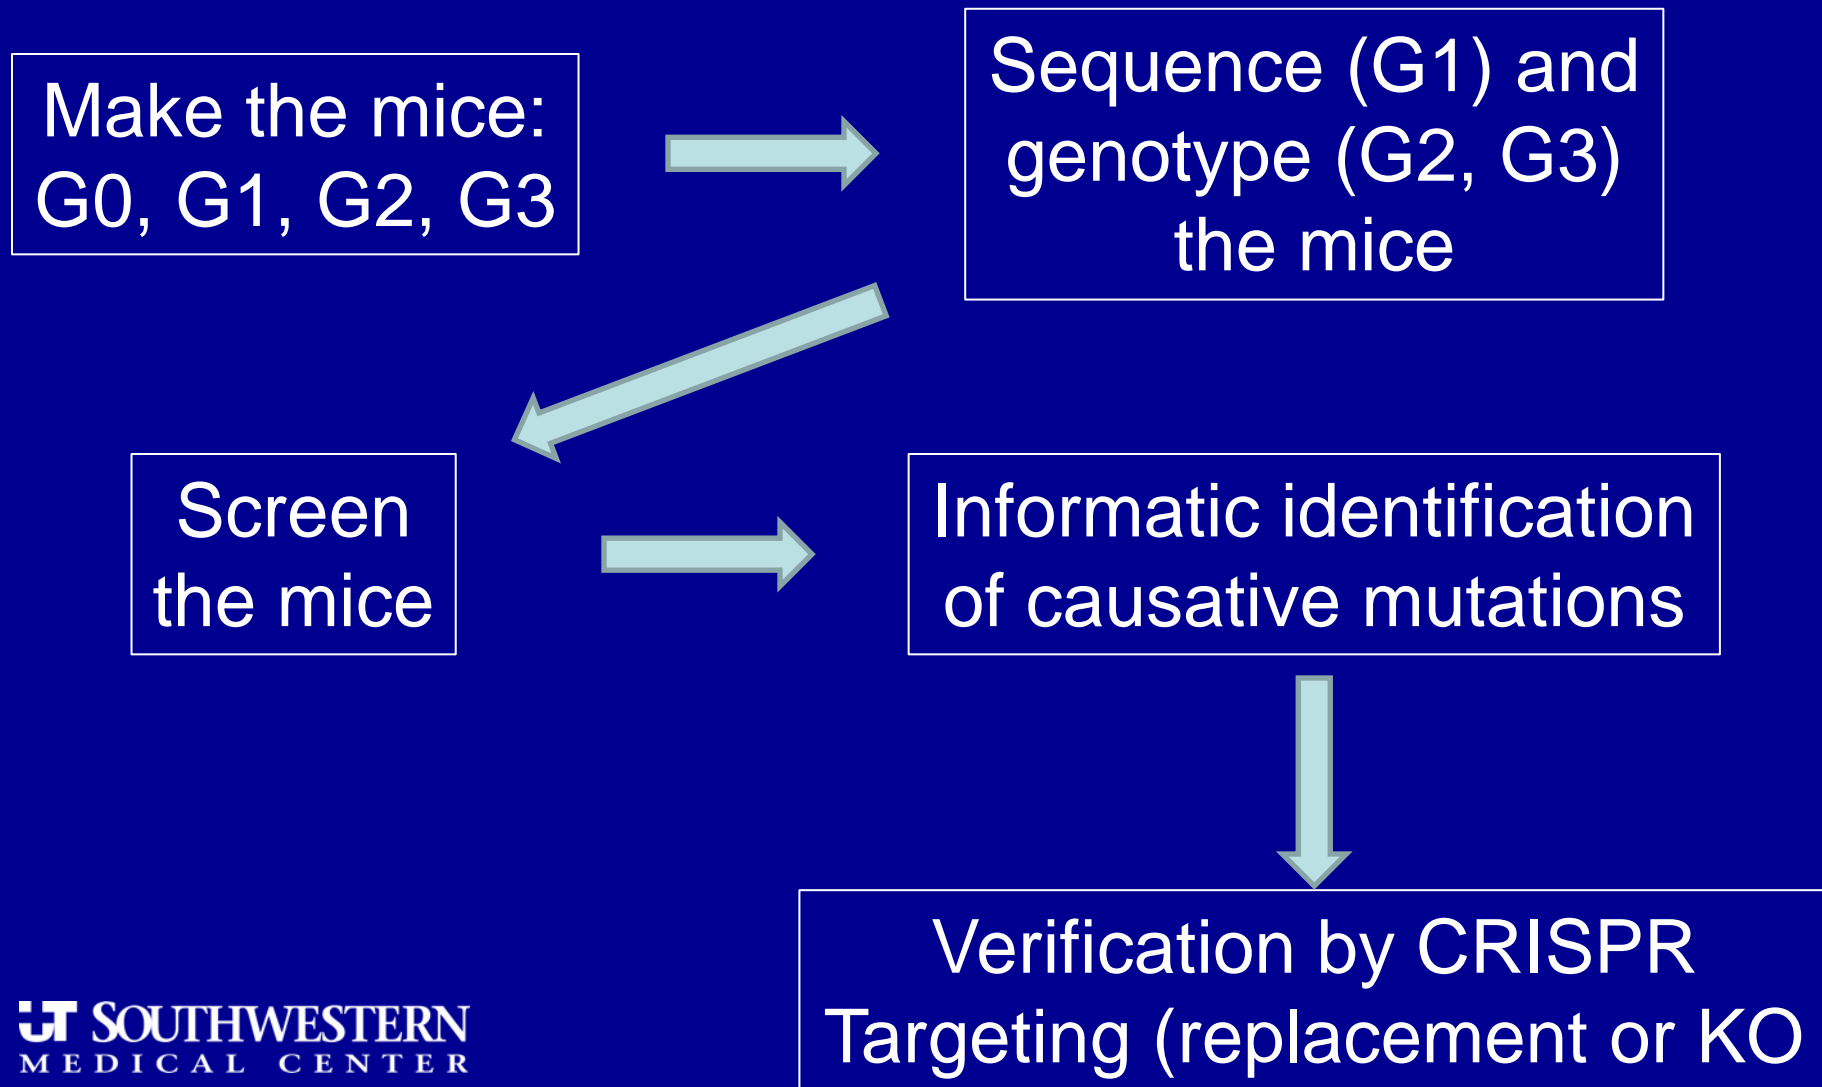 Make the mice:
G0, G1, G2, G3
Sequence (G1) and
genotype (G2, G3)
the mice
Screen
the mice
Informatic identification
of causative mutations
Verification by CRISPR
Targeting (replacement or KO
UT SOUTHWESTERN
MEDICAL CENTER